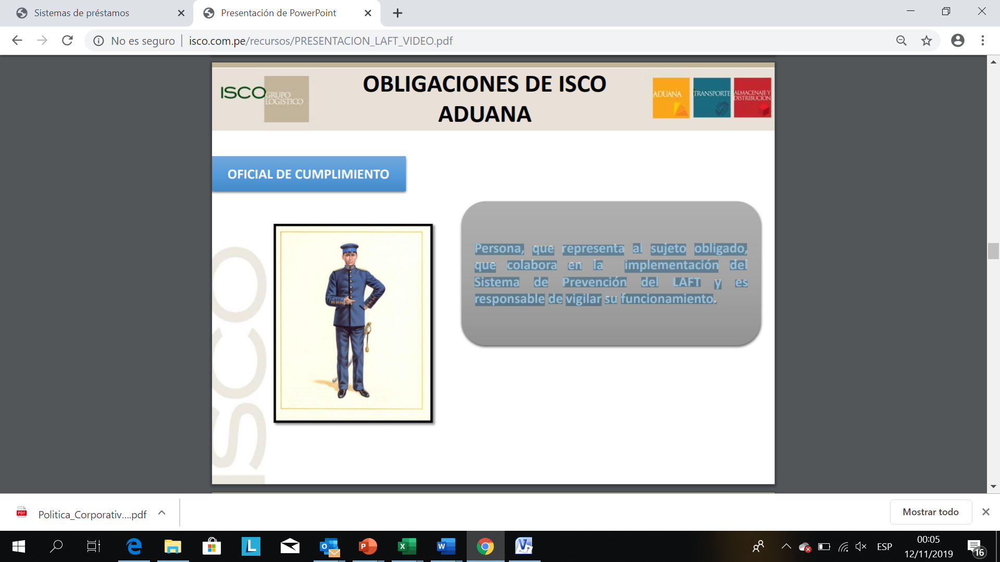 Sistemas de préstamos
Presentación de PowerPoint
No es seguro
isco.com.pe/recursos/PRESENTACION_LAFT_VIDEO.pdf
ISCO
GRUPO
LOGISTICO
OBLIGACIONES DE ISCO
ADUANA
ADUANA
TRANSPORTE
ALMACENAJE Y
DISTRIBUCION
OFICIAL DE CUMPLIMIENTO
Persona, que representa al sujeto obligado,
que colabora en la implementación del
Sistema de Prevención del LAFT y es
responsable de vigilar su funcionamiento.
ISCO
PDF
Politica_Corporativ....pdf
Mostrar todo
ESP
00:05
12/11/2019
16